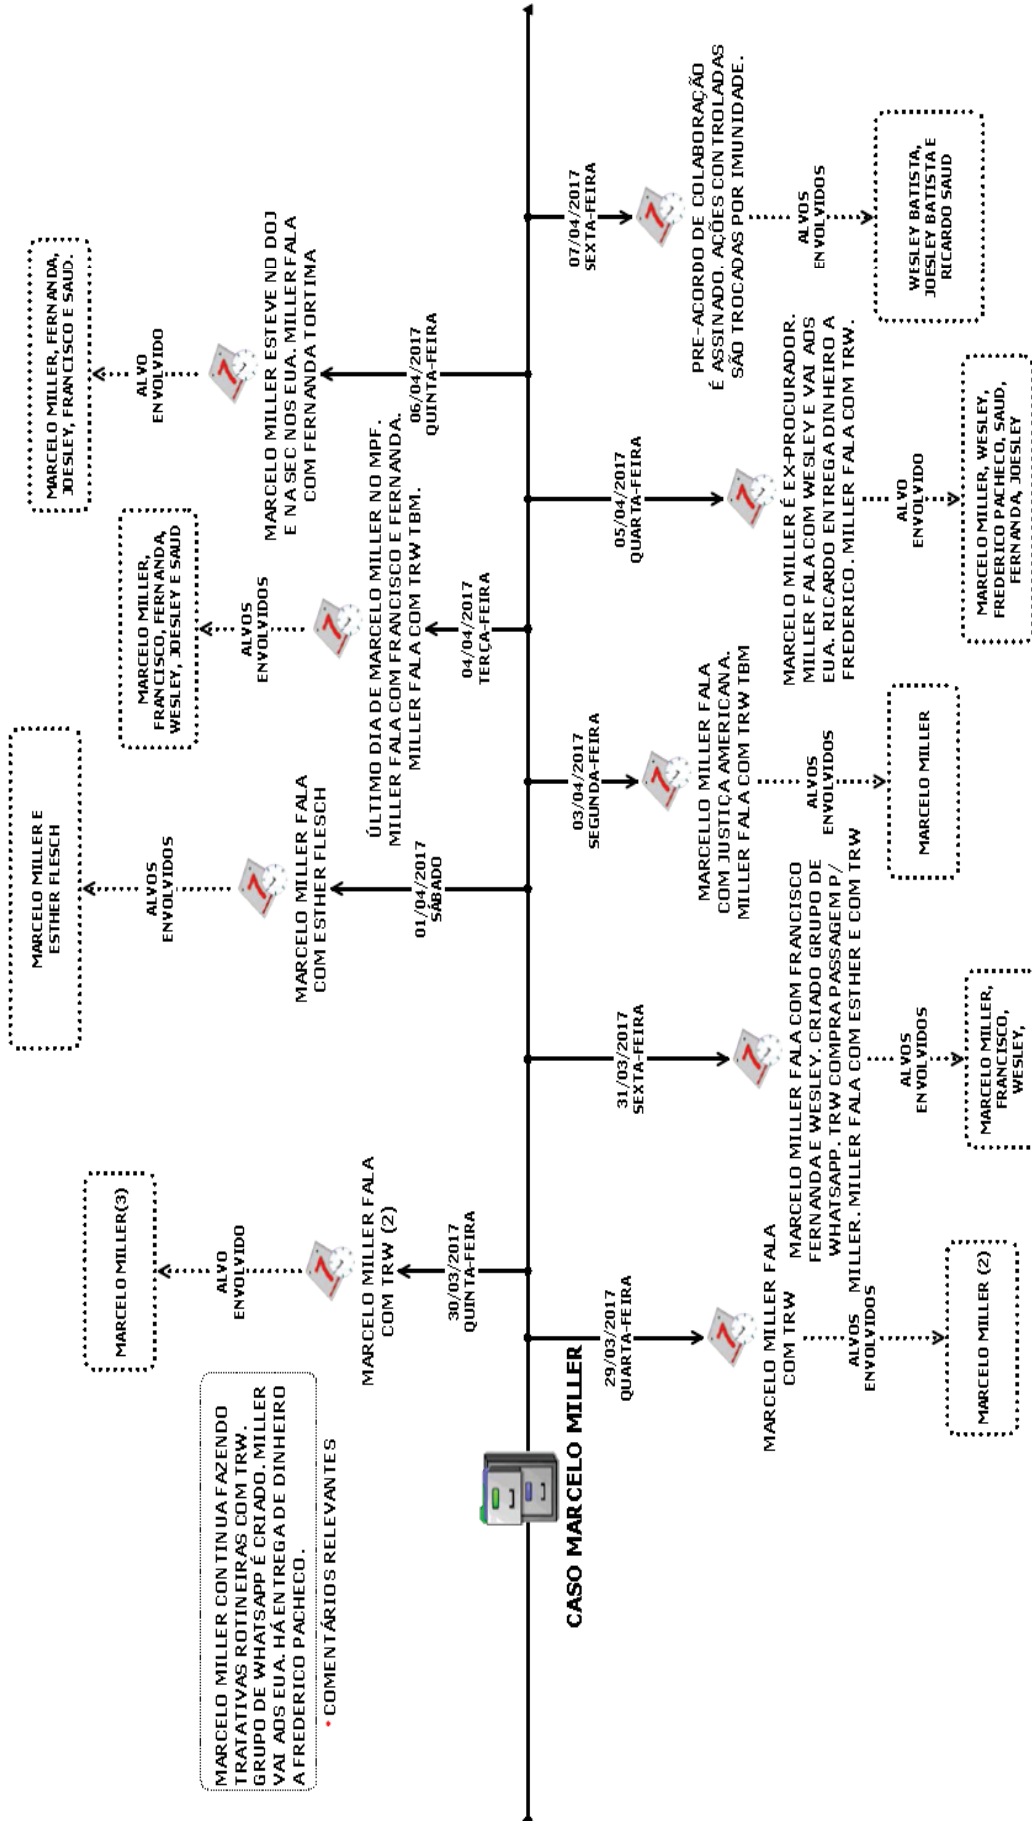 MARCELO MILLER CONTINUA FAZENDO
TRATATIVAS ROTINEIRAS COM TRW.
GRUPO DE WHATSAPP É CRIADO. MILLER
VAI AOS EUA. HÁ ENTREGA DE DINHEIRO
A FREDERICO PACHECO.
* COMENTÁRIOS RELEVANTES
CASO MARCELO MILLER
29/03/2017
QUARTA-FEIRA
MARCELO MILLER FALA
COM TRW
ALVOS
ENVOLVIDOS
MARCELO MILLER (2)
30/03/2017
QUINTA-FEIRA
MARCELO MILLER FALA
COM TRW (2)
ALVO
ENVOLVIDO
MARCELO MILLER(3)
31/03/2017
SEXTA-FEIRA
MARCELO MILLER FALA COM FRANCISCO
FERNANDA E WESLEY. CRIADO GRUPO DE
WHATSAPP. TRW COMPRA PASSAGEM P/
MILLER. MILLER FALA COM ESTHER E COM TRW
ALVOS
ENVOLVIDOS
MARCELO MILLER,
FRANCISCO,
WESLEY,
01/04/2017
SÁBADO
MARCELO MILLER FALA
COM ESTHER FLESCH
ALVOS
ENVOLVIDOS
MARCELO MILLER E
ESTHER FLESCH
03/04/2017
SEGUNDA-FEIRA
MARCELLO MILLER FALA
COM JUSTIÇA AMERICANA.
MILLER FALA COM TRW TBM
ALVOS
ENVOLVIDOS
MARCELO MILLER
04/04/2017
TERÇA-FEIRA
ÚLTIMO DIA DE MARCELO MILLER NO MPF.
MILLER FALA COM FRANCISCO E FERNANDA.
MILLER FALA COM TRW TBM.
ALVOS
ENVOLVIDOS
MARCELO MILLER,
FRANCISCO, FERNANDA,
WESLEY, JOESLEY E SAUD
05/04/2017
QUARTA-FEIRA
MARCELO MILLER É EX-PROCURADOR.
MILLER FALA COM WESLEY E VAI AOS
EUA. RICARDO ENTREGA DINHEIRO A
FREDERICO. MILLER FALA COM TRW.
ALVO
ENVOLVIDO
MARCELO MILLER, WESLEY,
FREDERICO PACHECO, SAUD,
FERNANDA, JOESLEY
06/04/2017
QUINTA-FEIRA
MARCELO MILLER ESTEVE NO DOJ
E NA SEC NOS EUA. MILLER FALA
COM FERNANDA TORTIMA
ALVO
ENVOLVIDO
MARCELO MILLER, FERNANDA,
JOESLEY, FRANCISCO E SAUD.
07/04/2017
SEXTA-FEIRA
PRE-ACORDO DE COLABORAÇÃO
É ASSINADO. AÇÕES CONTROLADAS
SÃO TROCADAS POR IMUNIDADE.
ALVOS
ENVOLVIDOS
WESLEY BATISTA,
JOESLEY BATISTA E
RICARDO SAUD